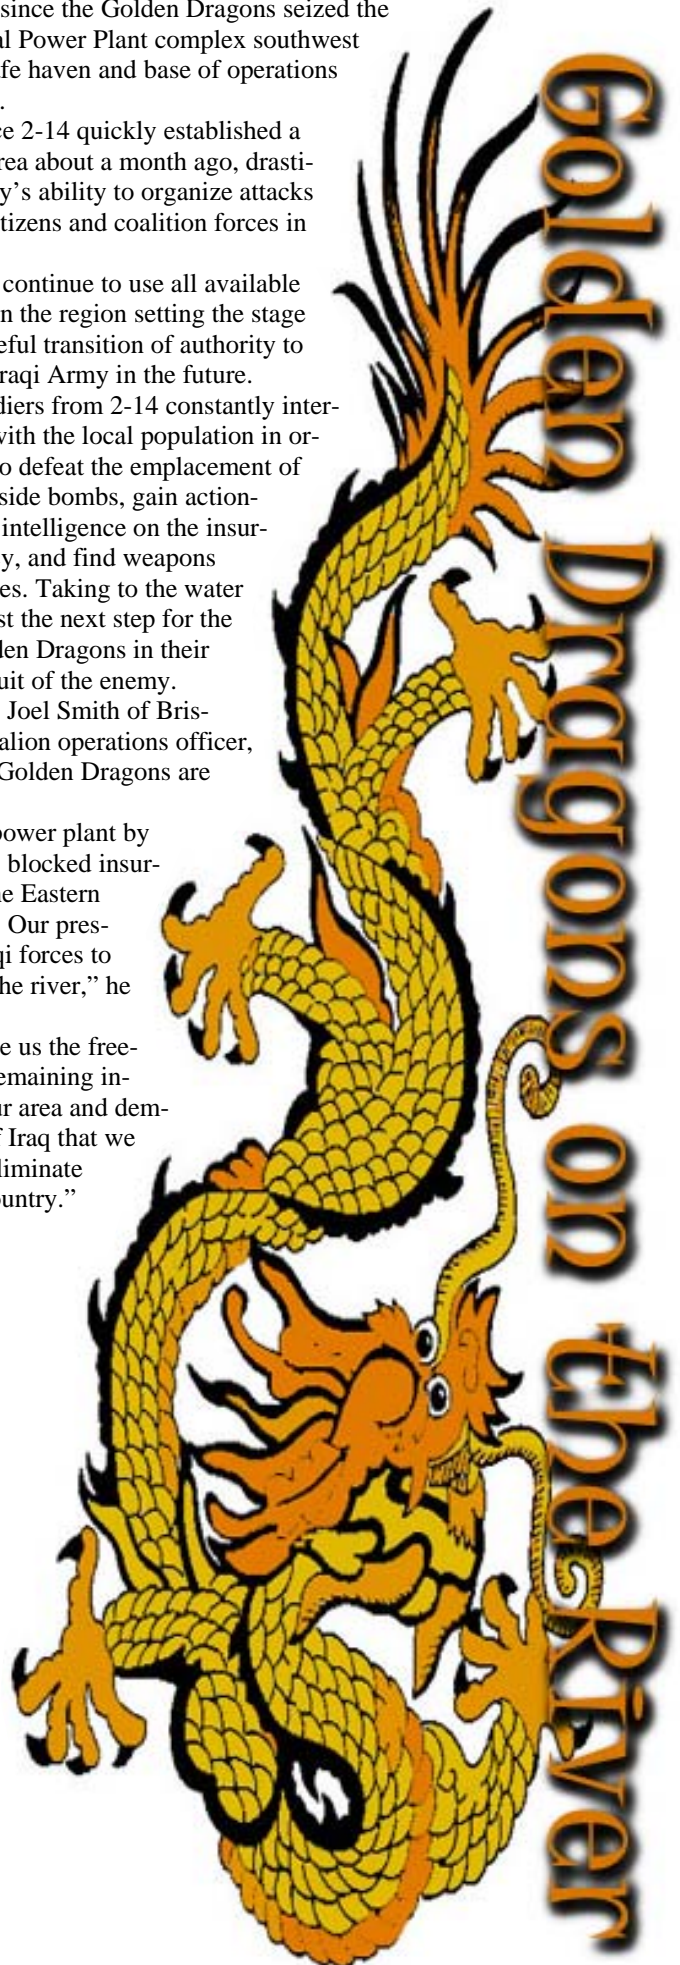 since the Golden Dragons seized the
al Power Plant complex southwest
fe haven and base of operations
.
ce 2-14 quickly established a
rea about a month ago, drasti-
y’s ability to organize attacks
tizens and coalition forces in
continue to use all available
n the region setting the stage
eful transition of authority to
raqi Army in the future.
diers from 2-14 constantly inter-
with the local population in or-
o defeat the emplacement of
side bombs, gain action-
intelligence on the insur-
y, and find weapons
es. Taking to the water
st the next step for the
den Dragons in their
uit of the enemy.
Joel Smith of Bris-
alion operations officer,
Golden Dragons are
power plant by
blocked insur-
he Eastern
Our pres-
qi forces to
he river,” he
e us the free-
emaining in-
ur area and dem-
f Iraq that we
liminate
ountry.”
Golden Dragons on the River